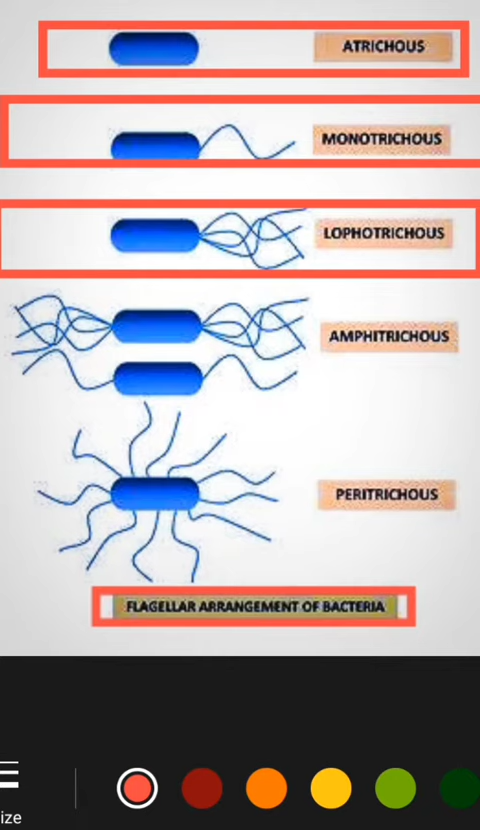 ATRICHOUS
MONOTRICHOUS
LOPHOTRICHOUS
AMPHITRICHOUS
PERITRICHOUS
FLAGELLAR ARRANGEMENT OF BACTERIA
ize